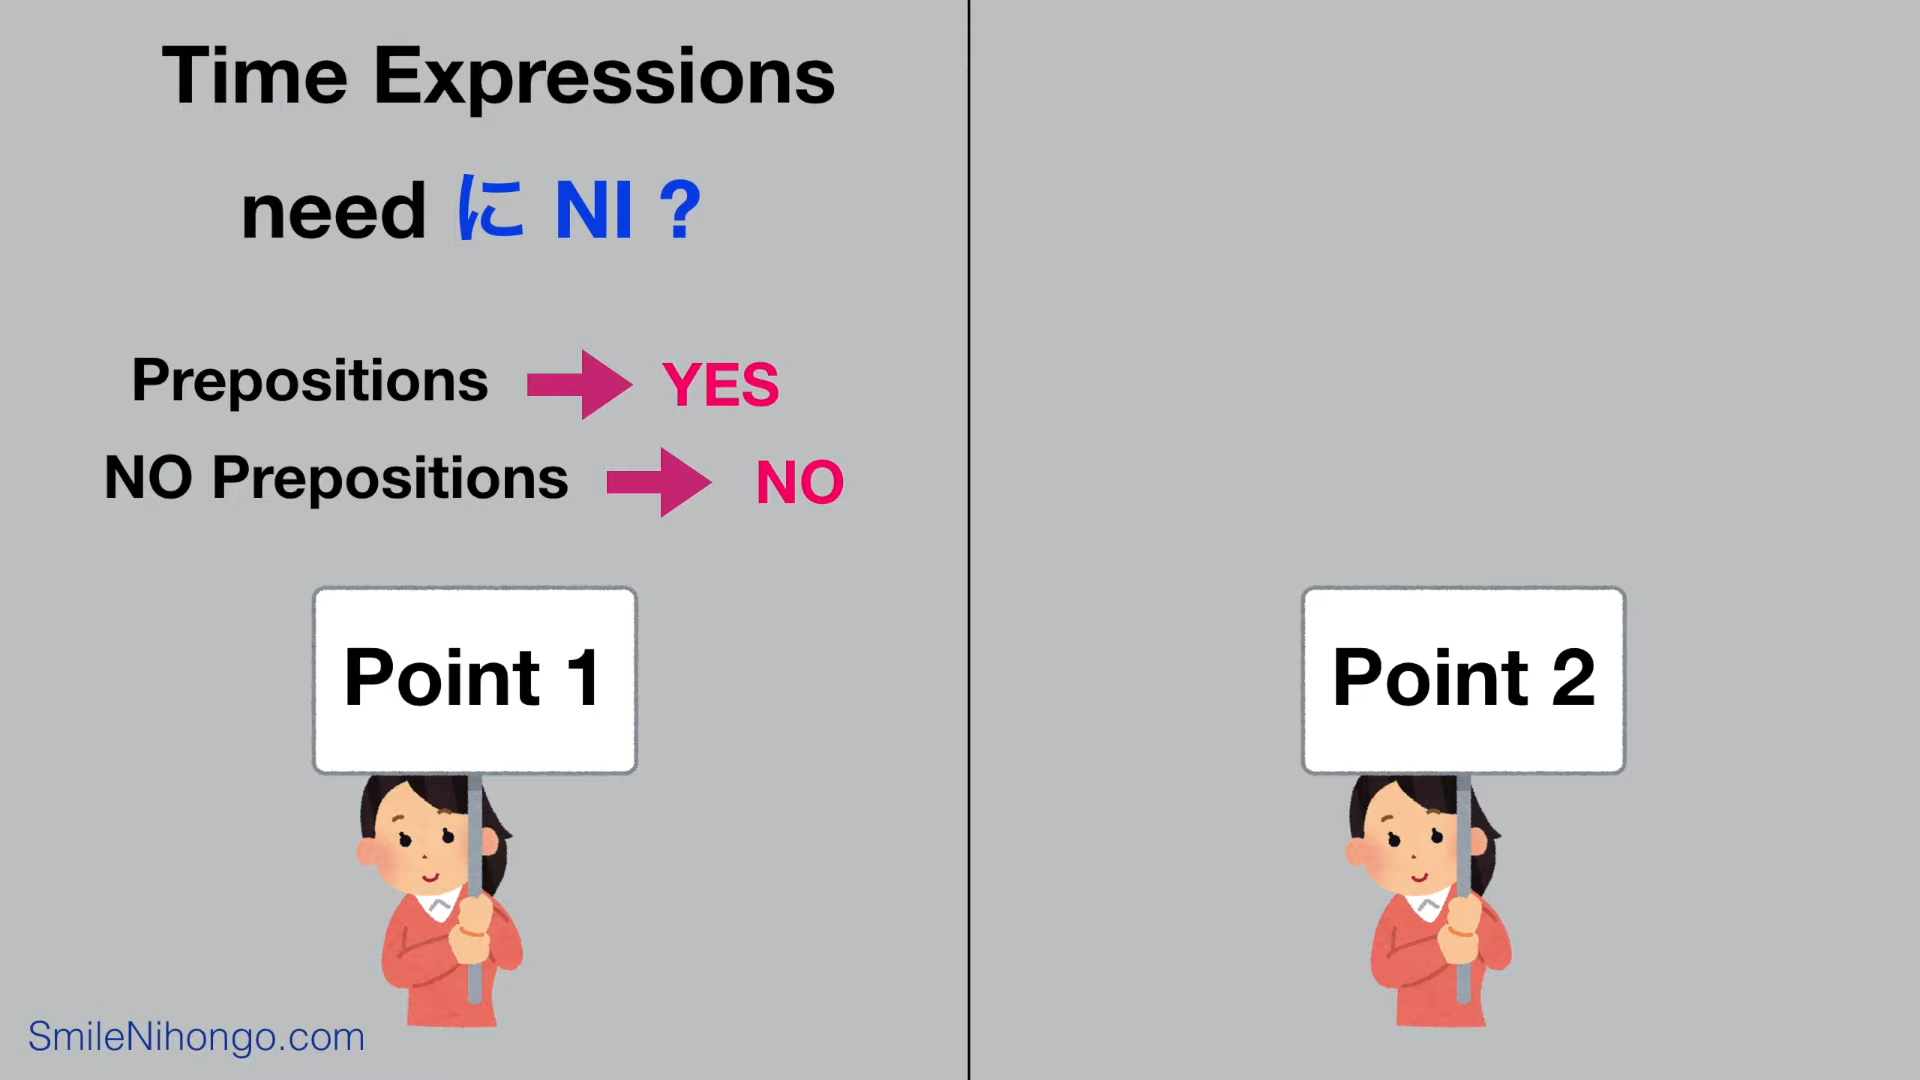 Time Expressions
need に NI ?
Prepositions → YES
NO Prepositions → NO
Point 1
Point 2
SmileNihongo.com